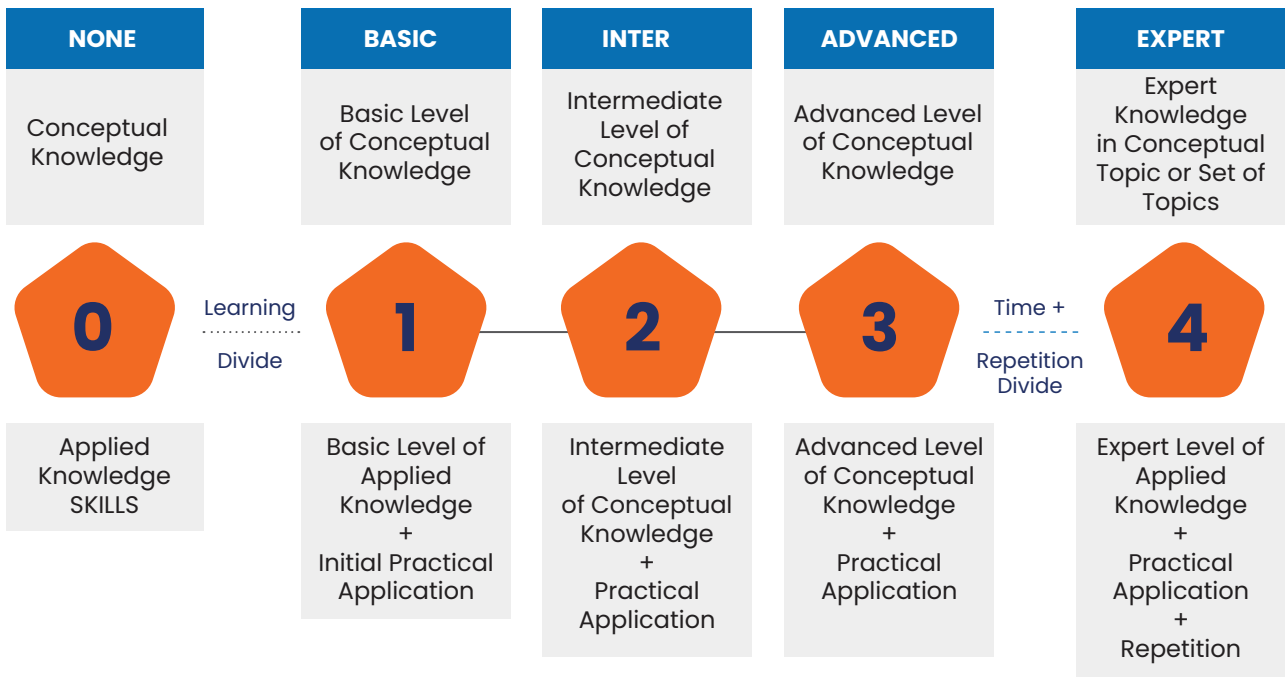 NONE
Conceptual
Knowledge
BASIC
Basic Level
of Conceptual
Knowledge
INTER
Intermediate
Level of
Conceptual
Knowledge
ADVANCED
Advanced Level
of Conceptual
Knowledge
EXPERT
Expert
Knowledge
in Conceptual
Topic or Set of
Topics
0
Learning
Divide
1
2
3
Time +
Repetition
Divide
4
Applied
Knowledge
SKILLS
Basic Level of
Applied
Knowledge
+
Initial Practical
Application
Intermediate
Level
of Conceptual
Knowledge
+
Practical
Application
Advanced Level
of Conceptual
Knowledge
+
Practical
Application
Expert Level of
Applied
Knowledge
+
Practical
Application
+
Repetition